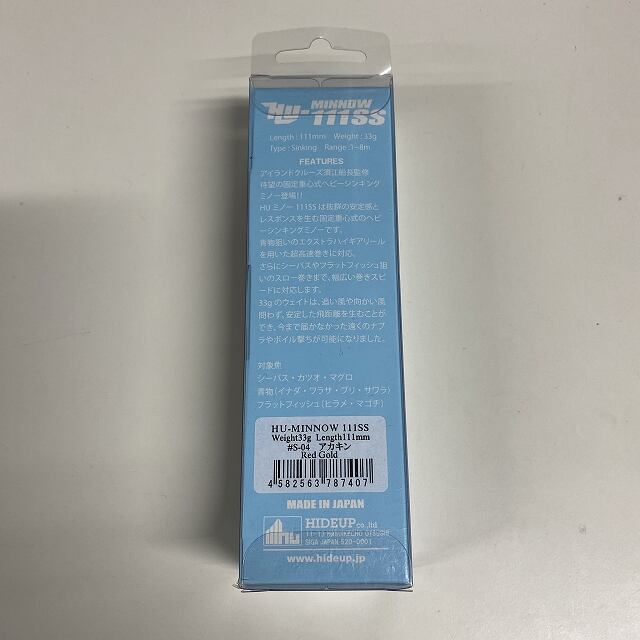 HU-MINNOW
111SS
Length : 111mm Weight : 33g
Type : Sinking Range : 1~8m
FEATURES
アイランドクルーズ須江船長監修
待望の固定重心式ヘビーシンキング
ミノー登場!!
HU ミノー 111SS は抜群の安定感と
レスポンスを生む固定重心式のヘビ
ーシンキングミノーです。
青物狙いのエクストラハイギアリール
を用いた超高速巻きに対応。
さらにシーバスやフラットフィッシュ狙
いのスロー巻きまで、幅広い巻きスピ
ードに対応します。
33g のウェイトは、追い風や向かい風
問わず、安定した飛距離を生むことが
でき、今まで届かなかった遠くのナブ
ラやボイル撃ちが可能になりました。
対象魚
シーバス・カツオ・マグロ
青物(イナダ・ワラサ・ブリ・サワラ)
フラットフィッシュ(ヒラメ・マゴチ)
HU-MINNOW 111SS
Weight33g Length111mm
#S-04 アカキン
Red Gold
4 582563 787407
MADE IN JAPAN
HIDEUP co.,ltd.
SIGA JAPAN 520-0001
www.hideup.jp